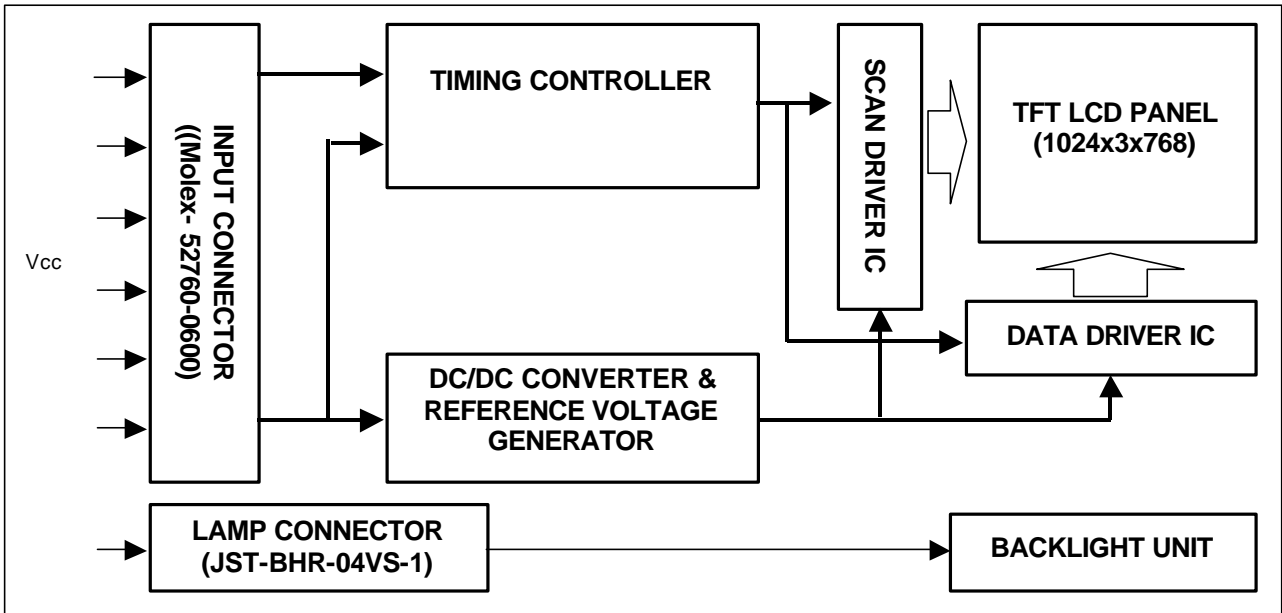 Vcc
INPUT CONNECTOR
((Molex- 52760-0600)
TIMING CONTROLLER
DC/DC CONVERTER &
REFERENCE VOLTAGE
GENERATOR
SCAN DRIVER IC
TFT LCD PANEL
(1024x3x768)
DATA DRIVER IC
LAMP CONNECTOR
(JST-BHR-04VS-1)
BACKLIGHT UNIT